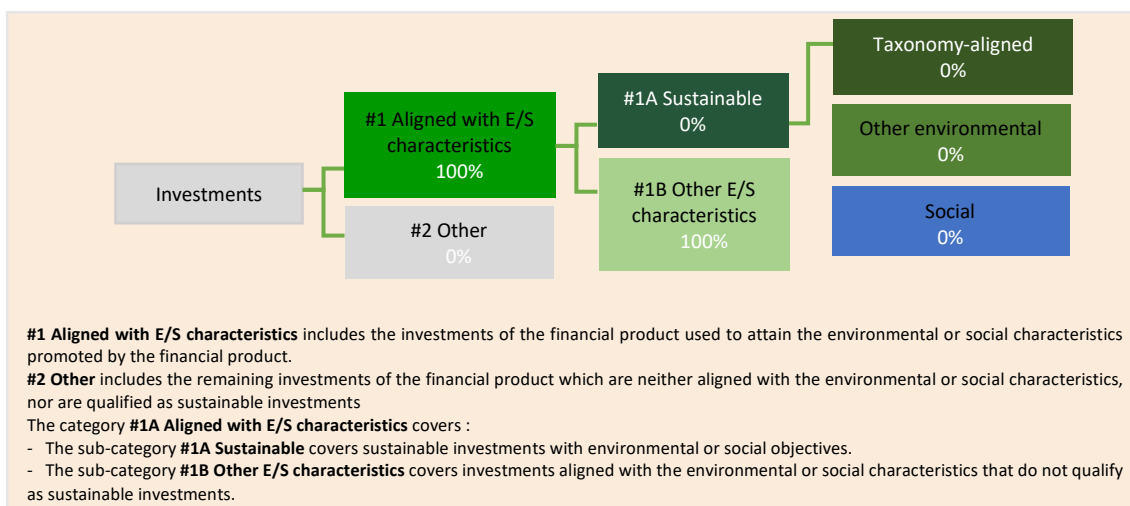 Investments
#1 Aligned with E/S
characteristics
100%
#2 Other
0%
#1A Sustainable
0%
#1B Other E/S
characteristics
100%
Taxonomy-aligned
0%
Other environmental
0%
Social
0%
#1 Aligned with E/S characteristics includes the investments of the financial product used to attain the environmental or social characteristics
promoted by the financial product.
#2 Other includes the remaining investments of the financial product which are neither aligned with the environmental or social characteristics,
nor are qualified as sustainable investments
The category #1A Aligned with E/S characteristics covers :
- The sub-category #1A Sustainable covers sustainable investments with environmental or social objectives.
- The sub-category #1B Other E/S characteristics covers investments aligned with the environmental or social characteristics that do not qualify
as sustainable investments.